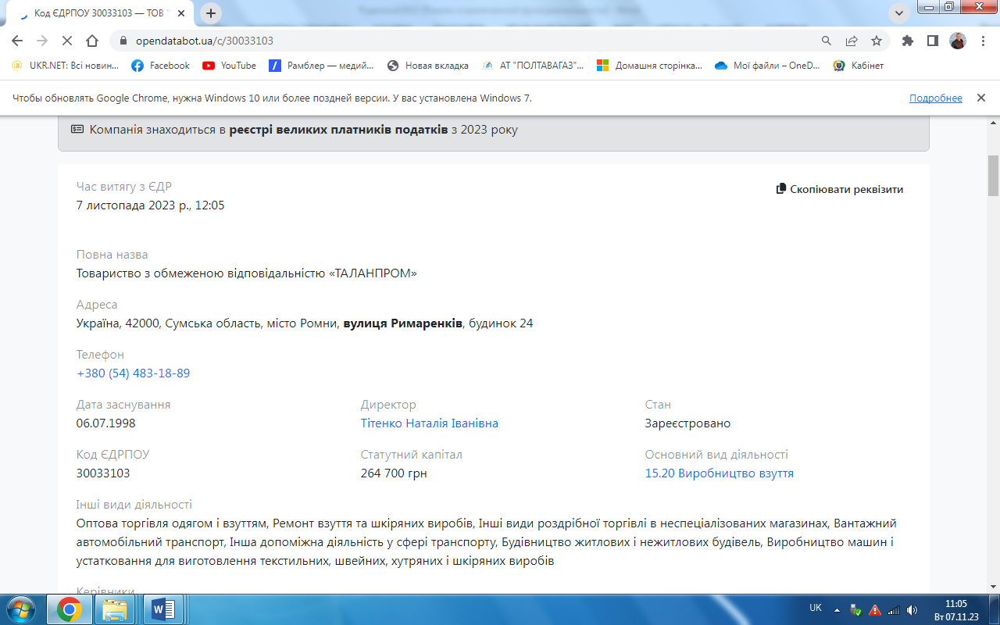 Код ЄДРПОУ 30033103 — ТОВ "
opendatabot.ua/c/30033103
UKR.NET: Всі новин...
Facebook
YouTube
Рамблер — медий...
Новая вкладка
АТ "ПОЛТАВАГАЗ"...
Домашня сторінка...
Мої файли – OneD...
Кабінет
Чтобы обновлять Google Chrome, нужна Windows 10 или более поздней версии. У вас установлена Windows 7.
Подробнее
Компанія знаходиться в реєстрі великих платників податків з 2023 року
Час витягу з ЄДР
Скопіювати реквізити
7 листопада 2023 р., 12:05
Повна назва
Товариство з обмеженою відповідальністю «ТАЛАНПРОМ»
Адреса
Україна, 42000, Сумська область, місто Ромни, вулиця Римаренків, будинок 24
Телефон
+380 (54) 483-18-89
Дата заснування
Директор
Стан
06.07.1998
Тітенко Наталія Іванівна
Зареєстровано
Код ЄДРПОУ
Статутний капітал
Основний вид діяльності
30033103
264 700 грн
15.20 Виробництво взуття
Інші види діяльності
Оптова торгівля одягом і взуттям, Ремонт взуття та шкіряних виробів, Інші види роздрібної торгівлі в неспеціалізованих магазинах, Вантажний
автомобільний транспорт, Інша допоміжна діяльність у сфері транспорту, Будівництво житлових і нежитлових будівель, Виробництво машин і
устатковання для виготовлення текстильних, швейних, хутряних і шкіряних виробів
Керівники
UK
11:05
Вт 07.11.23